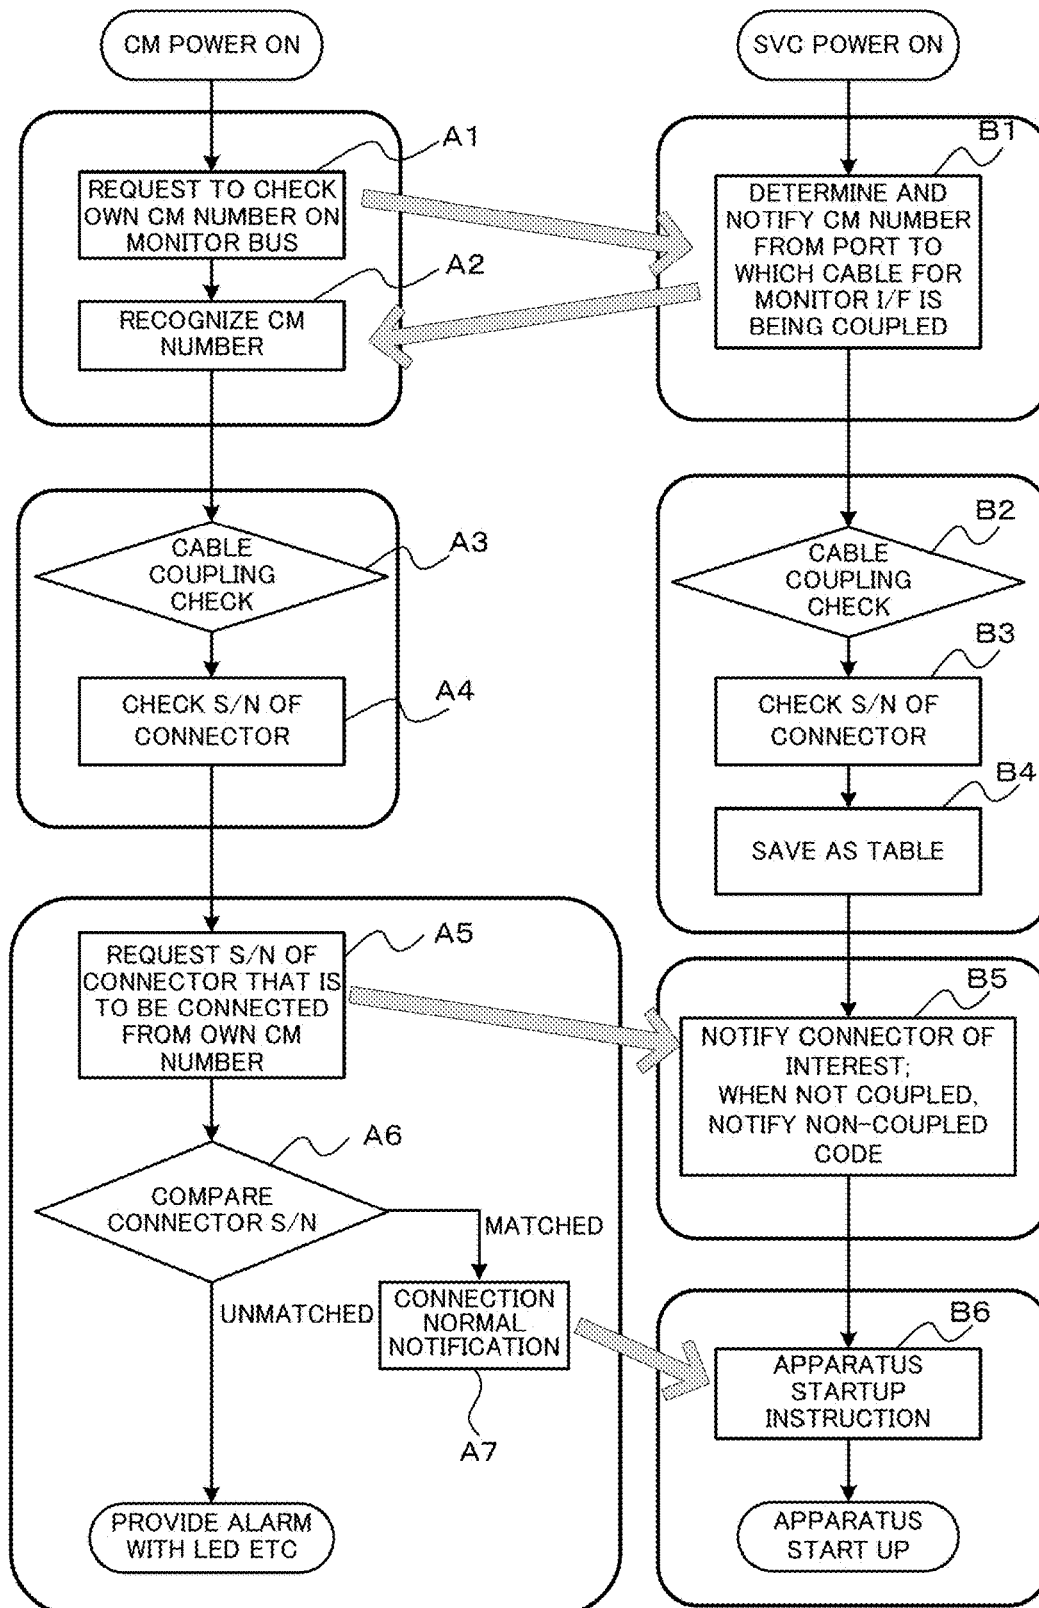 CM POWER ON
A1
REQUEST TO CHECK
OWN CM NUMBER ON
MONITOR BUS
A2
RECOGNIZE CM
NUMBER
CABLE
COUPLING
CHECK
A3
CHECK S/N OF
CONNECTOR
A4
REQUEST S/N OF
CONNECTOR THAT IS
TO BE CONNECTED
FROM OWN CM
NUMBER
A5
A6
COMPARE
CONNECTOR S/N
MATCHED
UNMATCHED
CONNECTION
NORMAL
NOTIFICATION
A7
PROVIDE ALARM
WITH LED ETC
SVC POWER ON
B1
DETERMINE AND
NOTIFY CM NUMBER
FROM PORT TO
WHICH CABLE FOR
MONITOR I/F IS
BEING COUPLED
B2
CABLE
COUPLING
CHECK
B3
CHECK S/N OF
CONNECTOR
B4
SAVE AS TABLE
B5
NOTIFY CONNECTOR OF
INTEREST;
WHEN NOT COUPLED,
NOTIFY NON-COUPLED
CODE
B6
APPARATUS
STARTUP
INSTRUCTION
APPARATUS
START UP